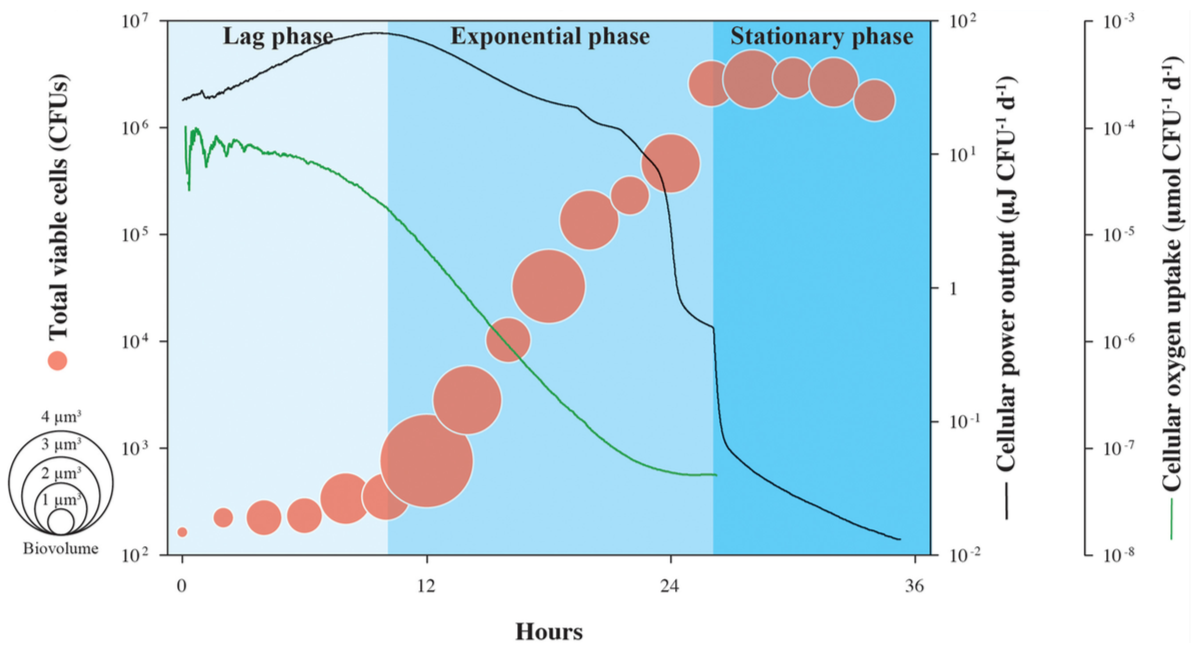 Lag phase
Exponential phase
Stationary phase
Total viable cells (CFUs)
10⁷
10⁶
10⁵
10⁴
10³
10²
4 µm³
3 µm³
2 µm³
1 µm³
Biovolume
0
12
24
36
Hours
10²
10¹
1
10⁻¹
10⁻²
Cellular power output (µJ CFU⁻¹ d⁻¹)
10⁻³
10⁻⁴
10⁻⁵
10⁻⁶
10⁻⁷
10⁻⁸
Cellular oxygen uptake (µmol CFU⁻¹ d⁻¹)